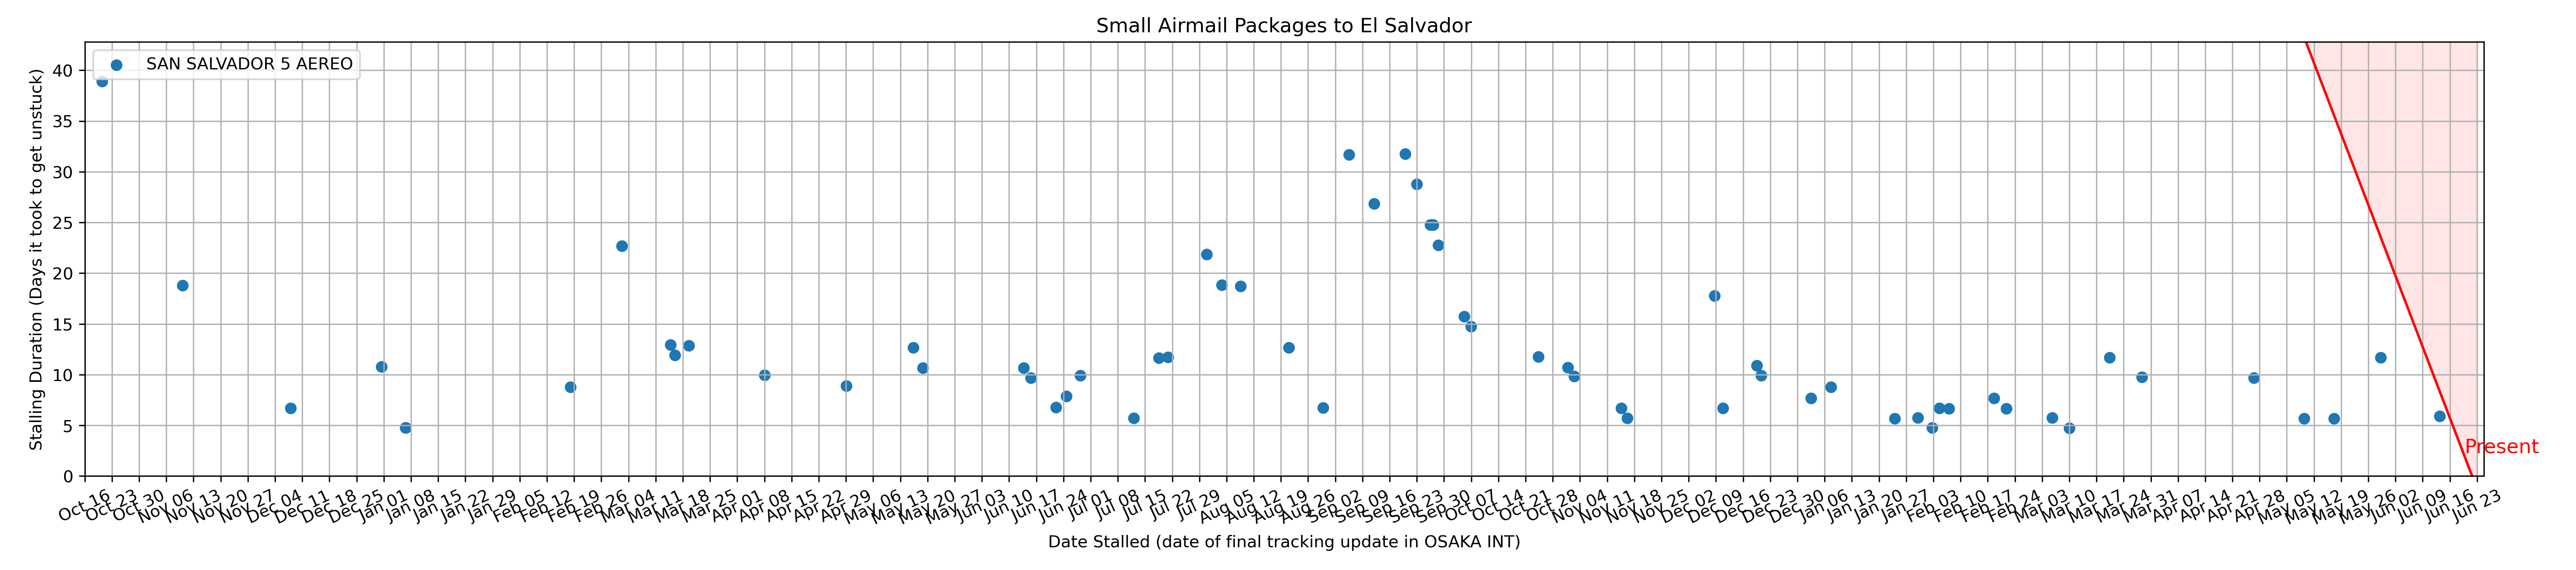 Small Airmail Packages to El Salvador
SAN SALVADOR 5 AEREO
Stalling Duration (Days it took to get unstuck)
40
35
30
25
20
15
10
5
0
Present
Oct 16
Oct 23
Oct 30
Nov 06
Nov 13
Nov 20
Nov 27
Dec 04
Dec 11
Dec 18
Dec 25
Jan 01
Jan 08
Jan 15
Jan 22
Jan 29
Feb 05
Feb 12
Feb 19
Feb 26
Mar 04
Mar 11
Mar 18
Mar 25
Apr 01
Apr 08
Apr 15
Apr 22
Apr 29
May 06
May 13
May 20
May 27
Jun 03
Jun 10
Jun 17
Jun 24
Jul 01
Jul 08
Jul 15
Jul 22
Jul 29
Aug 05
Aug 12
Aug 19
Aug 26
Sep 02
Sep 09
Sep 16
Sep 23
Sep 30
Oct 07
Oct 14
Oct 21
Oct 28
Nov 04
Nov 11
Nov 18
Nov 25
Dec 02
Dec 09
Dec 16
Dec 23
Dec 30
Jan 06
Jan 13
Jan 20
Jan 27
Feb 03
Feb 10
Feb 17
Feb 24
Mar 03
Mar 10
Mar 17
Mar 24
Mar 31
Apr 07
Apr 14
Apr 21
Apr 28
May 05
May 12
May 19
May 26
Jun 02
Jun 09
Jun 16
Jun 23
Date Stalled (date of final tracking update in OSAKA INT)